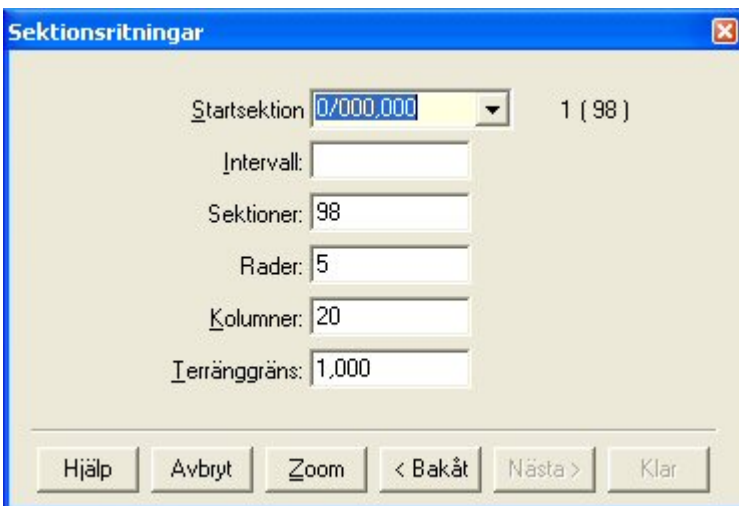 Sektionsritningar
Startsektion 0/000,000 1 ( 98 )
Intervall:
Sektioner: 98
Rader: 5
Kolumner: 20
Terränggräns: 1,000
Hjälp Avbryt Zoom < Bakåt Nästa > Klar